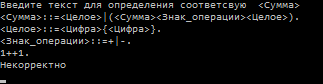 Введите текст для определения соответсвую  <Сумма>
<Сумма>::=<Целое>|(<Сумма><Знак_операции><Целое>).
<Целое>::=<Цифра>{<Цифра>}.
<Знак_операции>::=+|-.
1++1.
Некорректно